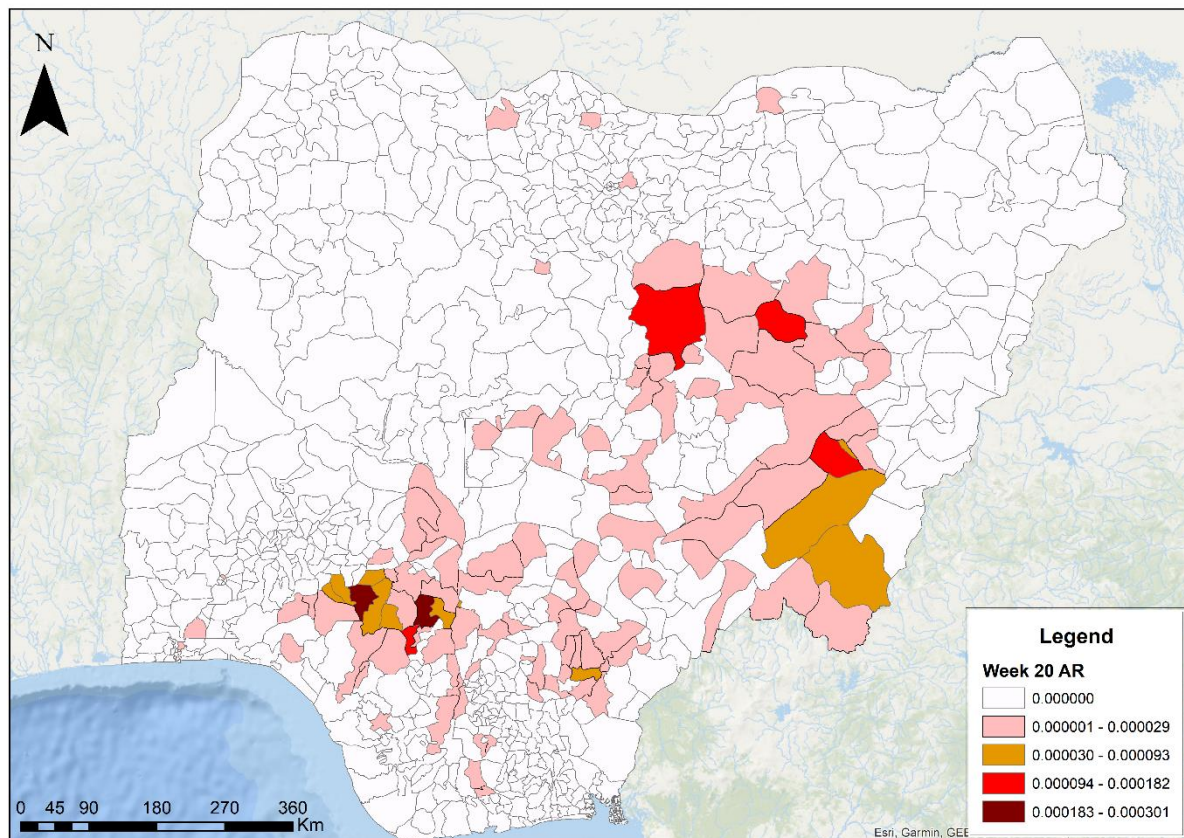 N
Legend
Week 20 AR
0.000000
0.000001 - 0.000029
0.000030 - 0.000093
0.000094 - 0.000182
0.000183 - 0.000301
0 45 90 180 270 360
Km
Esri, Garmin, GEB